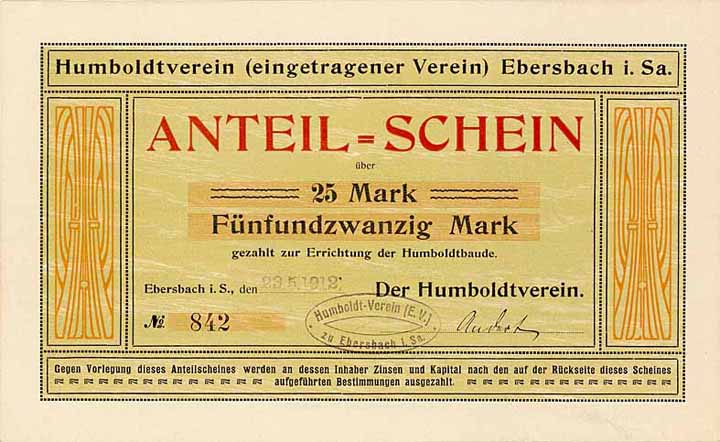 Humboldtverein (eingetragener Verein) Ebersbach i. Sa.
ANTEIL=SCHEIN
über
25 Mark
Fünfundzwanzig Mark
gezahlt zur Errichtung der Humboldtbaude.
Ebersbach i. S., den 23.5.1912
Der Humboldtverein.
№ 842
Humboldt-Verein (E. V.)
zu Ebersbach i. Sa.
Gegen Vorlegung dieses Anteilscheines werden an dessen Inhaber Zinsen und Kapital nach den auf der Rückseite dieses Scheines
aufgeführten Bestimmungen ausgezahlt.